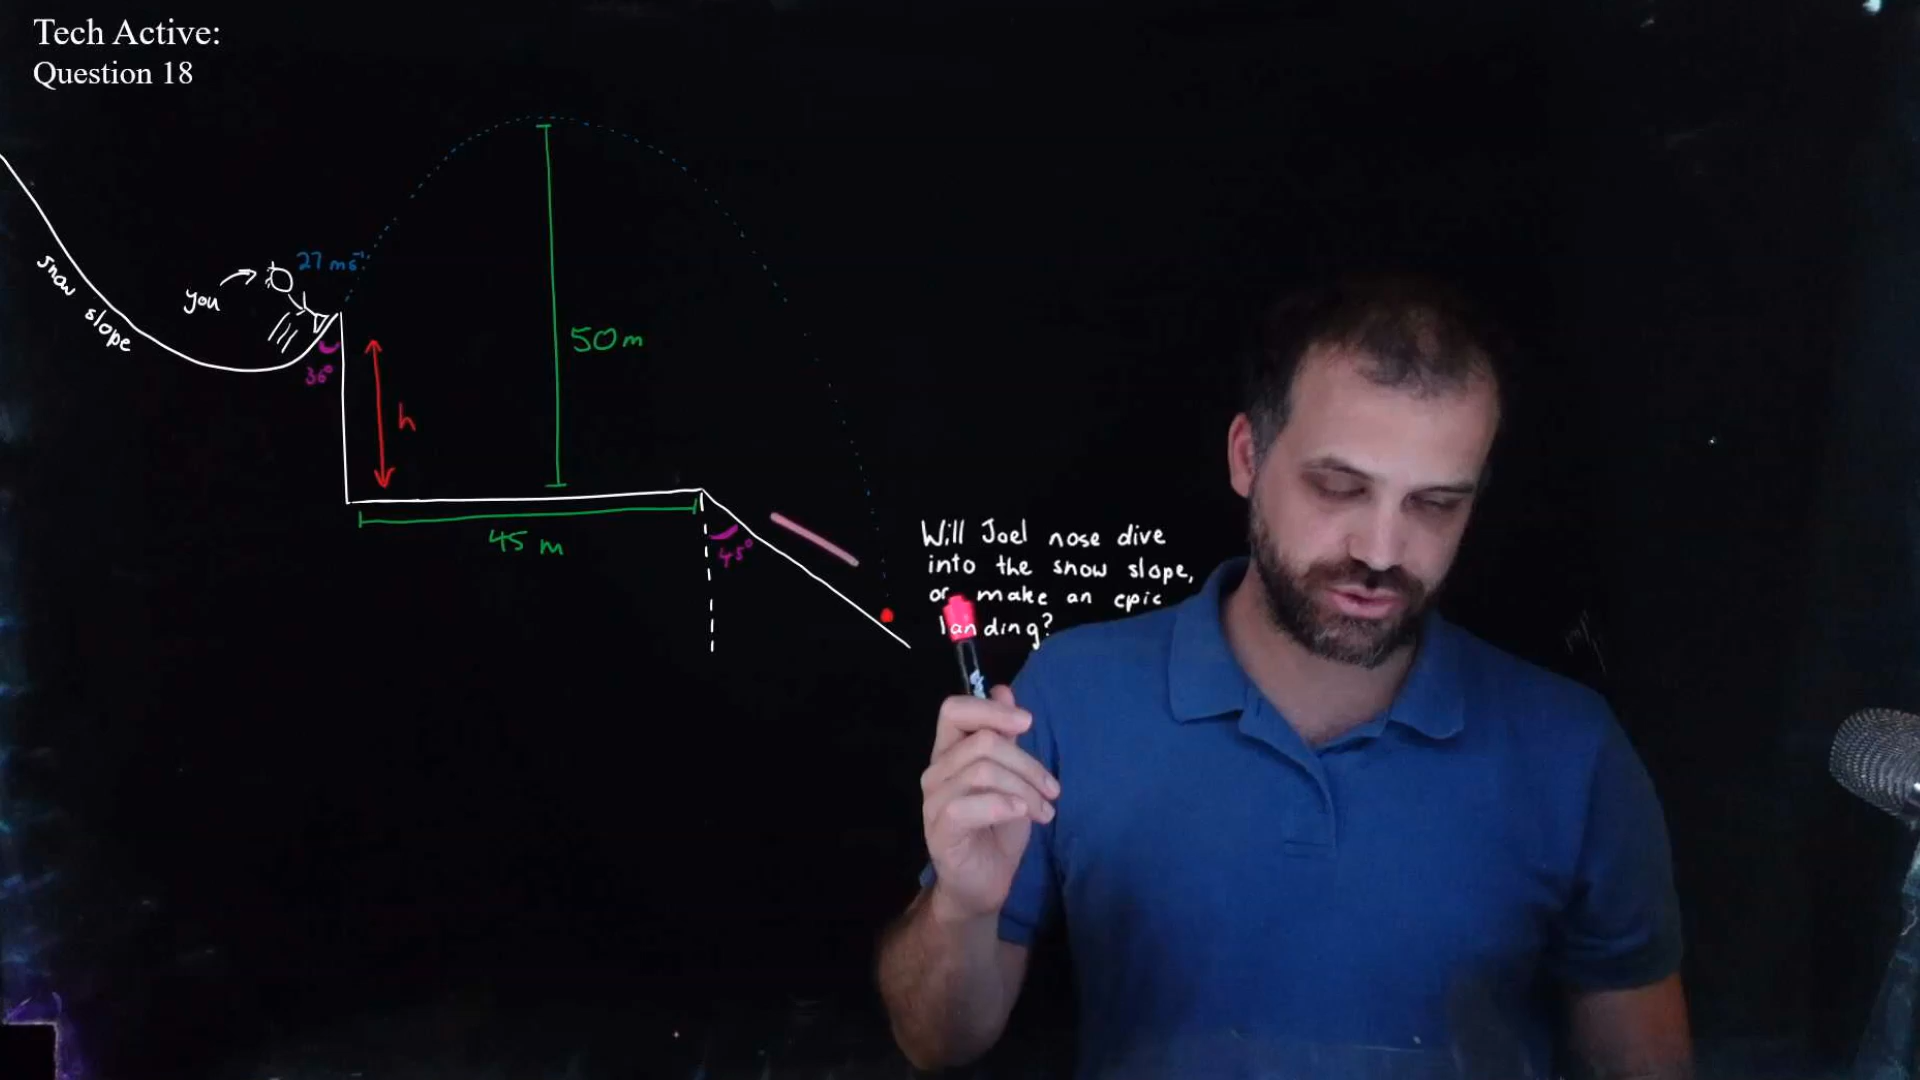 Tech Active:
Question 18
27 ms⁻¹
you
snow slope
36°
h
50m
45 m
45°
Will Joel nose dive
into the snow slope,
or make an epic
landing?